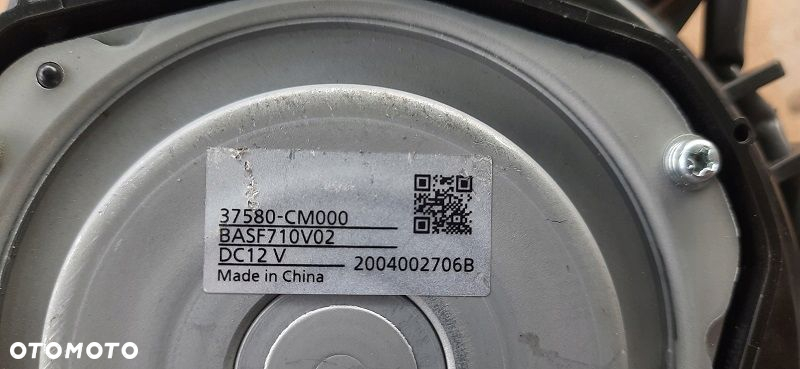 37580-CM000
BASF710V02
DC12 V 2004002706B
Made in China
OTOMOTO